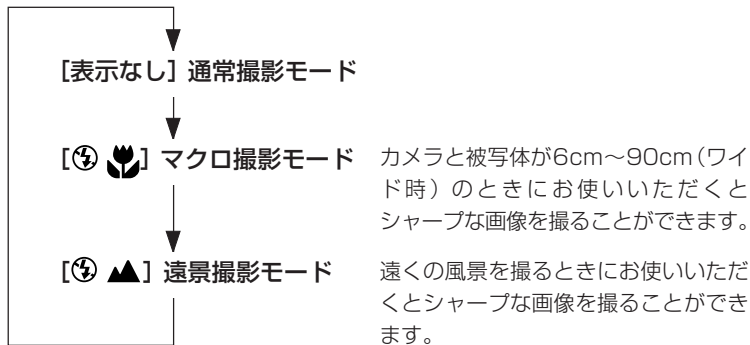 [表示なし] 通常撮影モード
[ ] マクロ撮影モード
カメラと被写体が6cm〜90cm(ワイ
ド時)のときにお使いいただくと
シャープな画像を撮ることができます。
[ ] 遠景撮影モード
遠くの風景を撮るときにお使いいただ
くとシャープな画像を撮ることができ
ます。